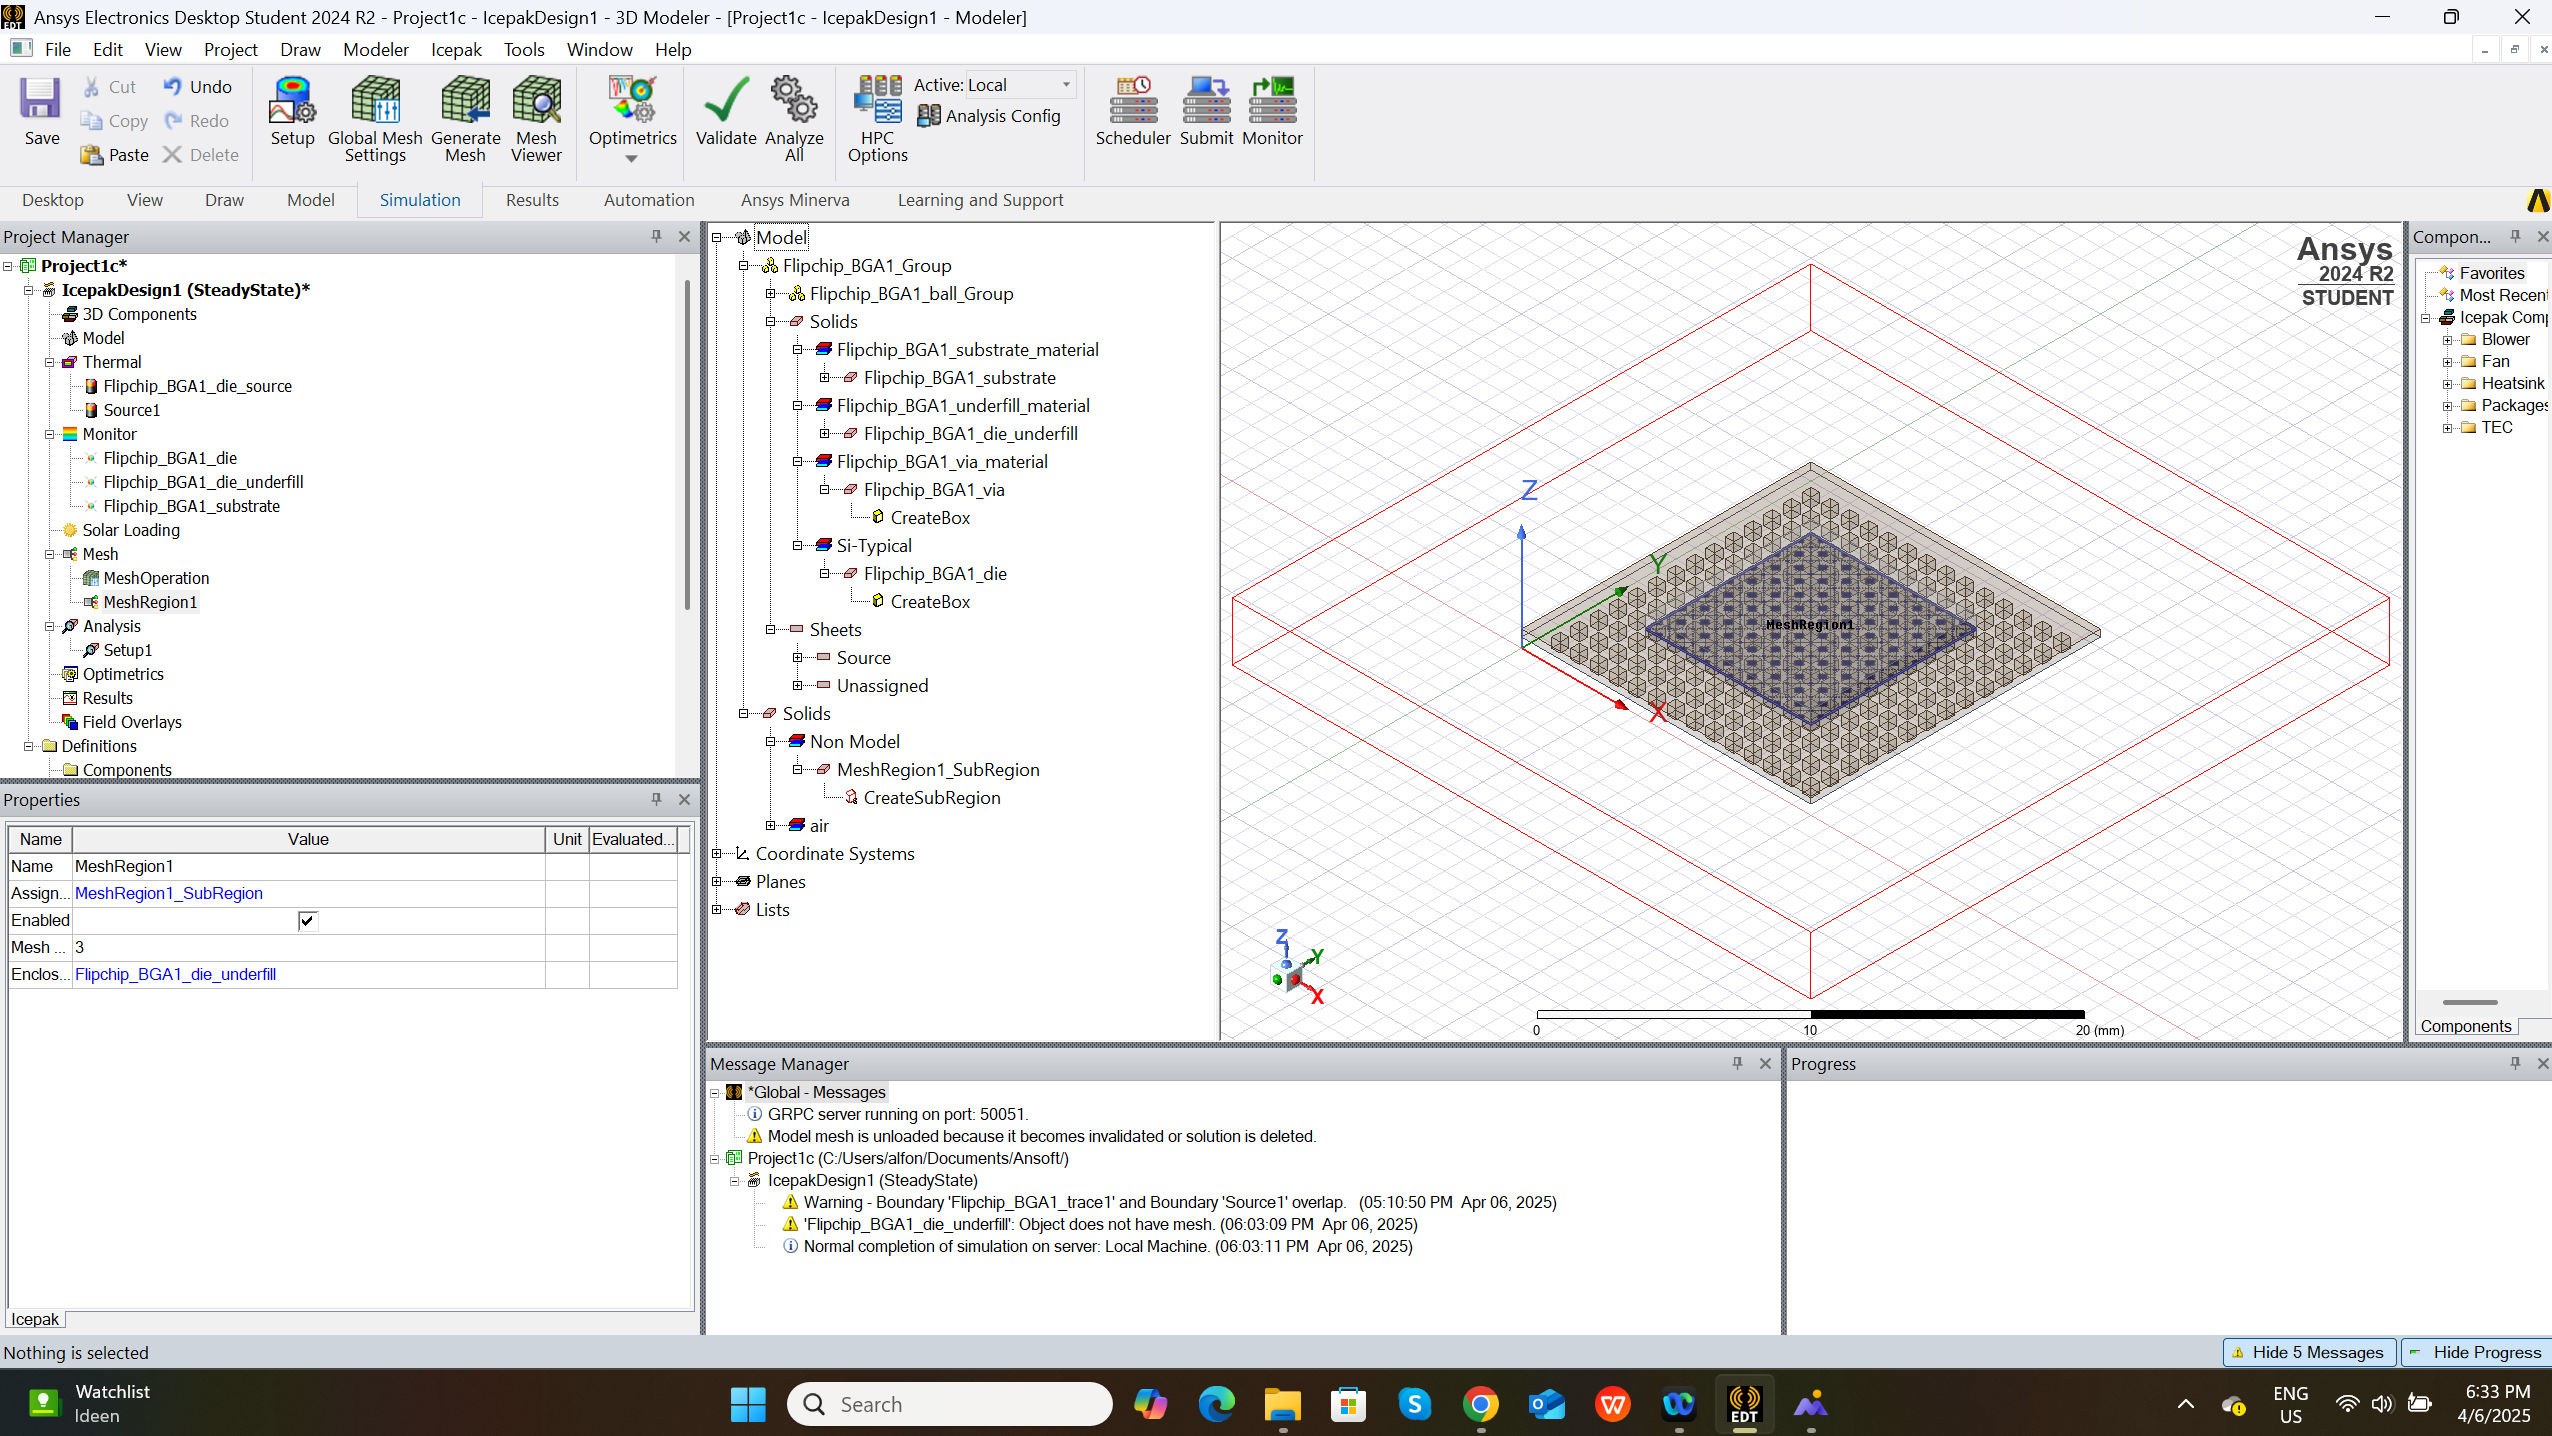 Ansys Electronics Desktop Student 2024 R2 - Project1c - IcepakDesign1 - 3D Modeler - [Project1c - IcepakDesign1 - Modeler]
File Edit View Project Draw Modeler Icepak Tools Window Help
Save
Cut
Copy
Paste
Undo
Redo
Delete
Setup
Global Mesh Settings
Generate Mesh
Mesh Viewer
Optimetrics
Validate
Analyze All
HPC Options
Active: Local
Analysis Config
Scheduler
Submit
Monitor
Desktop View Draw Model Simulation Results Automation Ansys Minerva Learning and Support
Project Manager
Project1c*
IcepakDesign1 (SteadyState)*
3D Components
Model
Thermal
Flipchip_BGA1_die_source
Source1
Monitor
Flipchip_BGA1_die
Flipchip_BGA1_die_underfill
Flipchip_BGA1_substrate
Solar Loading
Mesh
MeshOperation
MeshRegion1
Analysis
Setup1
Optimetrics
Results
Field Overlays
Definitions
Components
Properties
Name Value Unit Evaluated...
Name MeshRegion1
Assign... MeshRegion1_SubRegion
Enabled
Mesh ... 3
Enclos... Flipchip_BGA1_die_underfill
Icepak
Model
Flipchip_BGA1_Group
Flipchip_BGA1_ball_Group
Solids
Flipchip_BGA1_substrate_material
Flipchip_BGA1_substrate
Flipchip_BGA1_underfill_material
Flipchip_BGA1_die_underfill
Flipchip_BGA1_via_material
Flipchip_BGA1_via
CreateBox
Si-Typical
Flipchip_BGA1_die
CreateBox
Sheets
Source
Unassigned
Solids
Non Model
MeshRegion1_SubRegion
CreateSubRegion
air
Coordinate Systems
Planes
Lists
Ansys
2024 R2
STUDENT
Z
Y
X
MeshRegion1
Z
Y
X
0 10 20 (mm)
Compon...
Favorites
Most Recent
Icepak Comp
Blower
Fan
Heatsink
Packages
TEC
Components
Message Manager
*Global - Messages
GRPC server running on port: 50051.
Model mesh is unloaded because it becomes invalidated or solution is deleted.
Project1c (C:/Users/alfon/Documents/Ansoft/)
IcepakDesign1 (SteadyState)
Warning - Boundary 'Flipchip_BGA1_trace1' and Boundary 'Source1' overlap. (05:10:50 PM Apr 06, 2025)
'Flipchip_BGA1_die_underfill': Object does not have mesh. (06:03:09 PM Apr 06, 2025)
Normal completion of simulation on server: Local Machine. (06:03:11 PM Apr 06, 2025)
Progress
Nothing is selected
Hide 5 Messages
Hide Progress
Watchlist
Ideen
Search
EDT
ENG
US
6:33 PM
4/6/2025